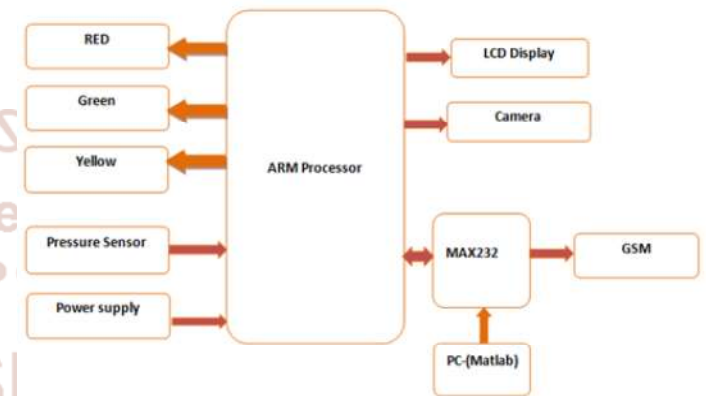 RED
Green
Yellow
Pressure Sensor
Power supply
ARM Processor
LCD Display
Camera
MAX232
GSM
PC-(Matlab)